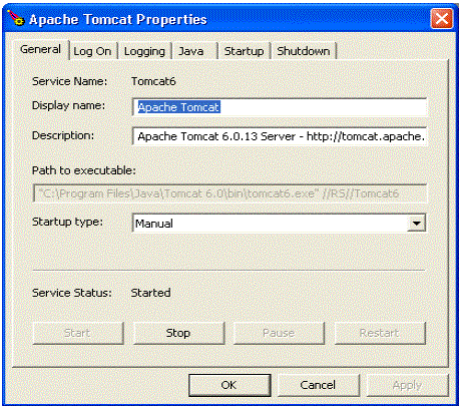 Apache Tomcat Properties
General Log On Logging Java Startup Shutdown
Service Name: Tomcat6
Display name: Apache Tomcat
Description: Apache Tomcat 6.0.13 Server - http://tomcat.apache.
Path to executable:
"C:\Program Files\Java\Tomcat 6.0\bin\tomcat6.exe" //RS//Tomcat6
Startup type: Manual
Service Status: Started
Start Stop Pause Restart
OK Cancel Apply